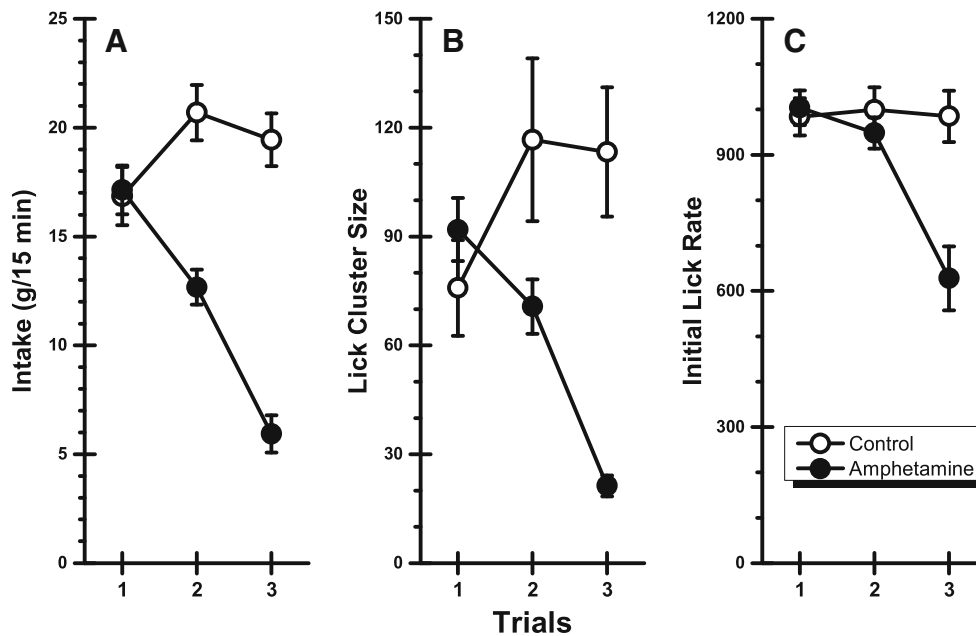 A
Intake (g/15 min)
25
20
15
10
5
0
1 2 3
B
Lick Cluster Size
150
120
90
60
30
0
1 2 3
Trials
C
Initial Lick Rate
1200
900
600
300
0
1 2 3
Control
Amphetamine